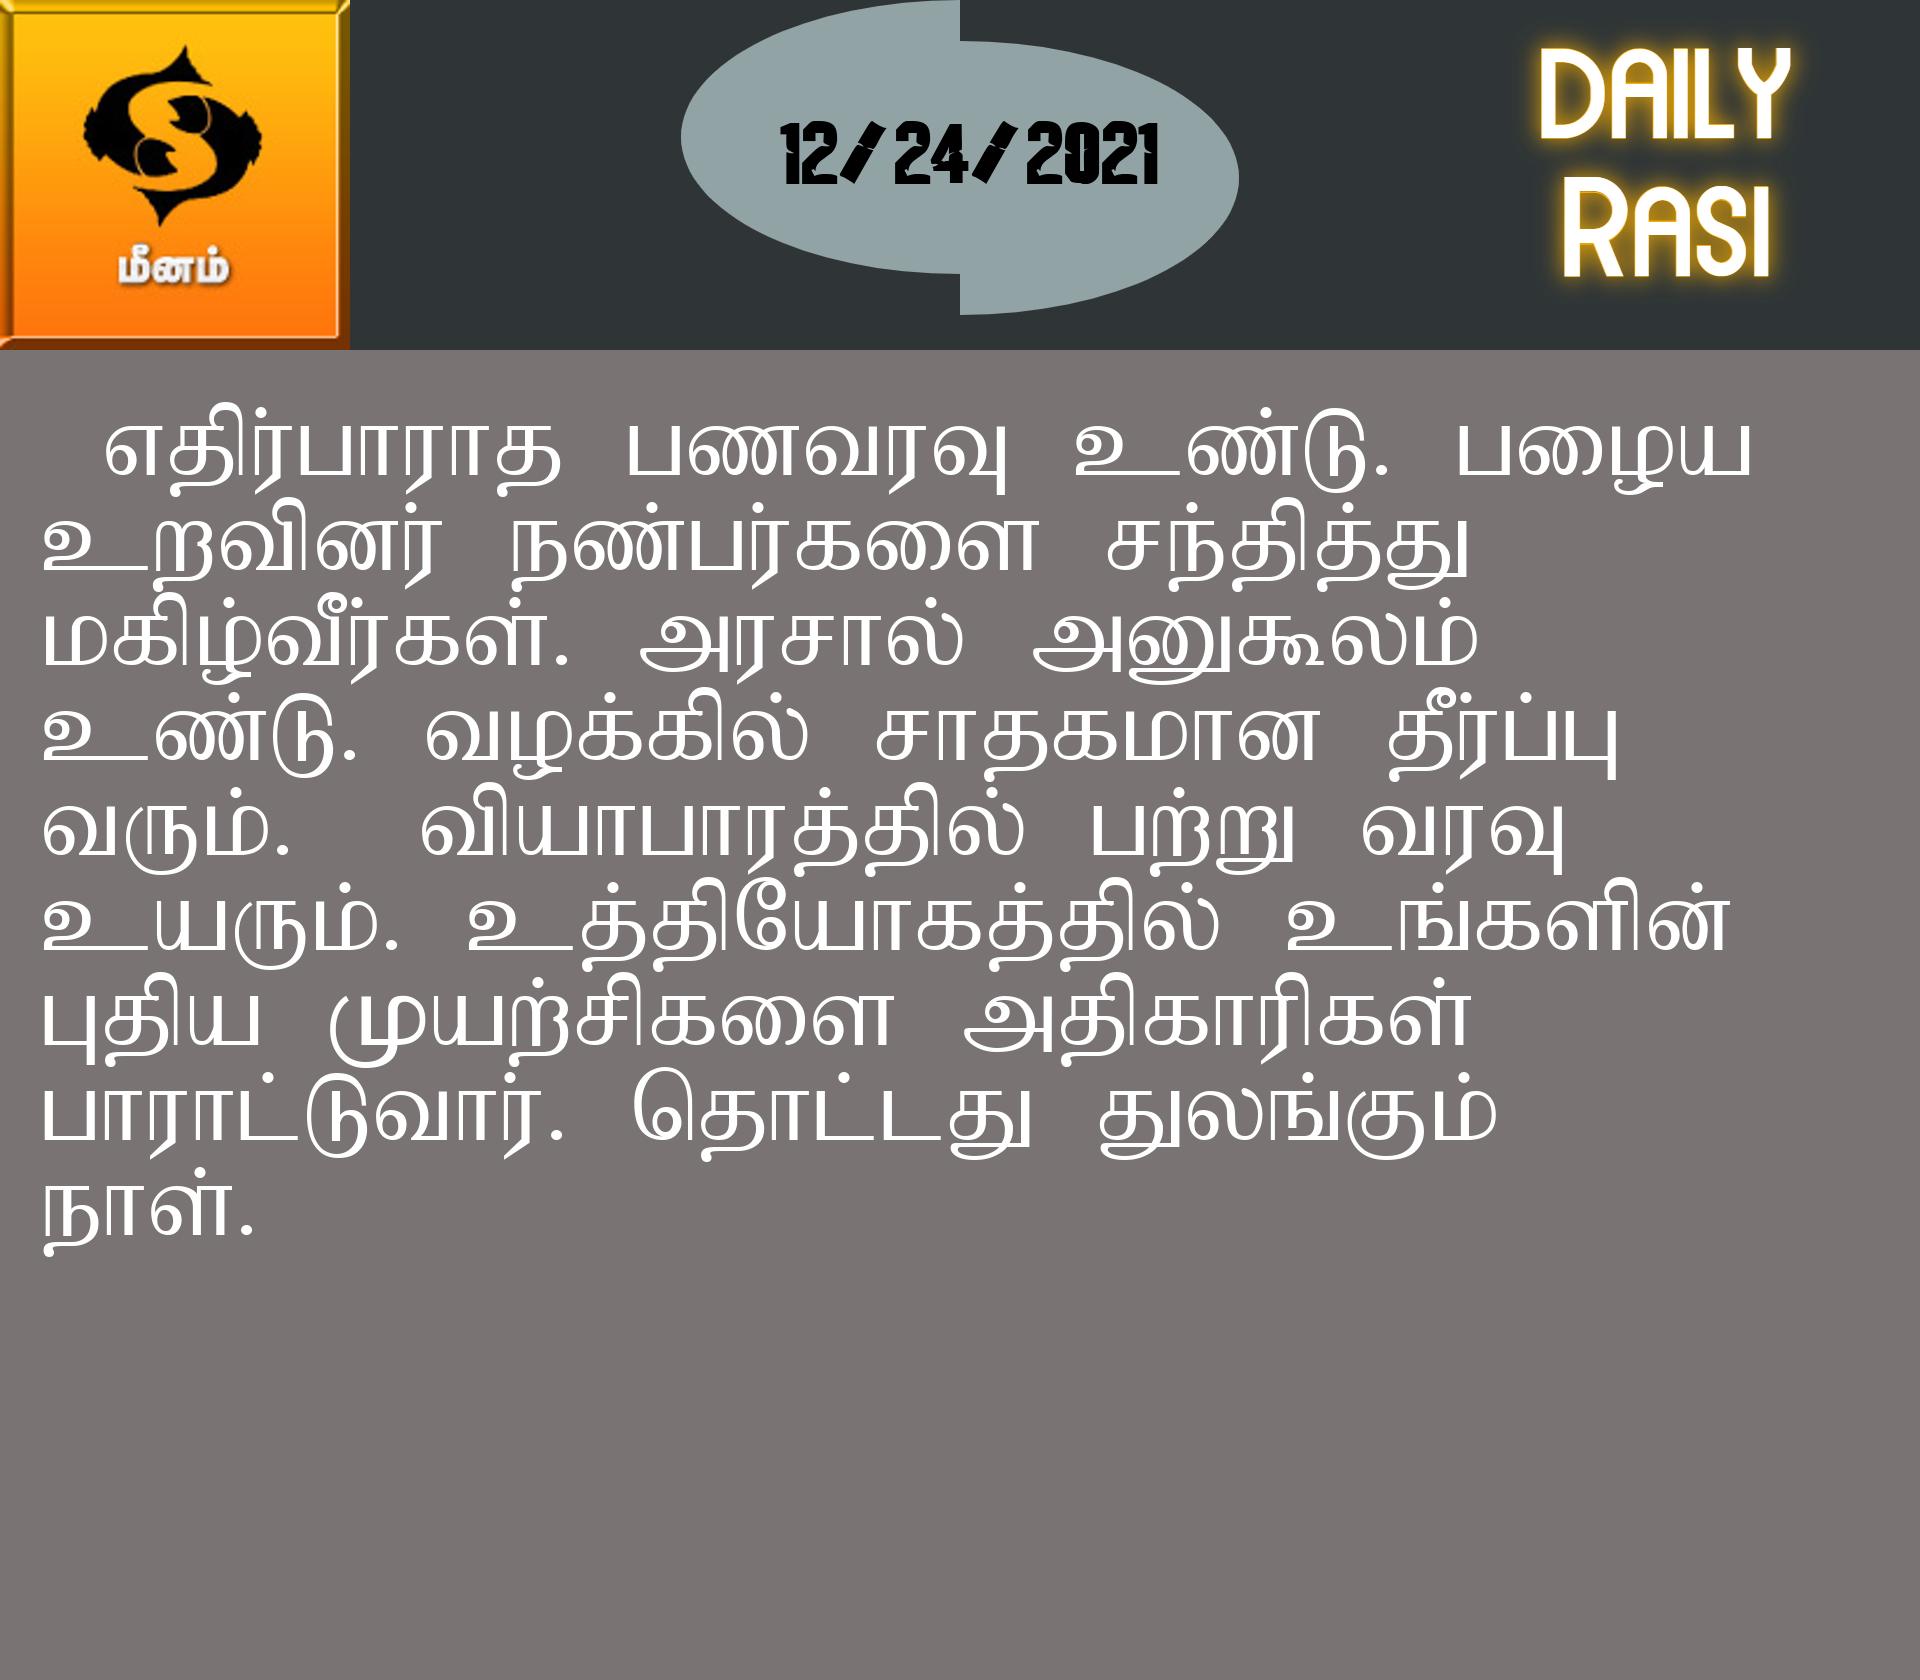 மீனம்
12/24/2021
DAILY
RASI
எதிர்பாராத பணவரவு உண்டு. பழைய
உறவினர் நண்பர்களை சந்தித்து
மகிழ்வீர்கள். அரசால் அனுகூலம்
உண்டு. வழக்கில் சாதகமான தீர்ப்பு
வரும். வியாபாரத்தில் பற்று வரவு
உயரும். உத்தியோகத்தில் உங்களின்
புதிய முயற்சிகளை அதிகாரிகள்
பாராட்டுவார். தொட்டது துலங்கும்
நாள்.